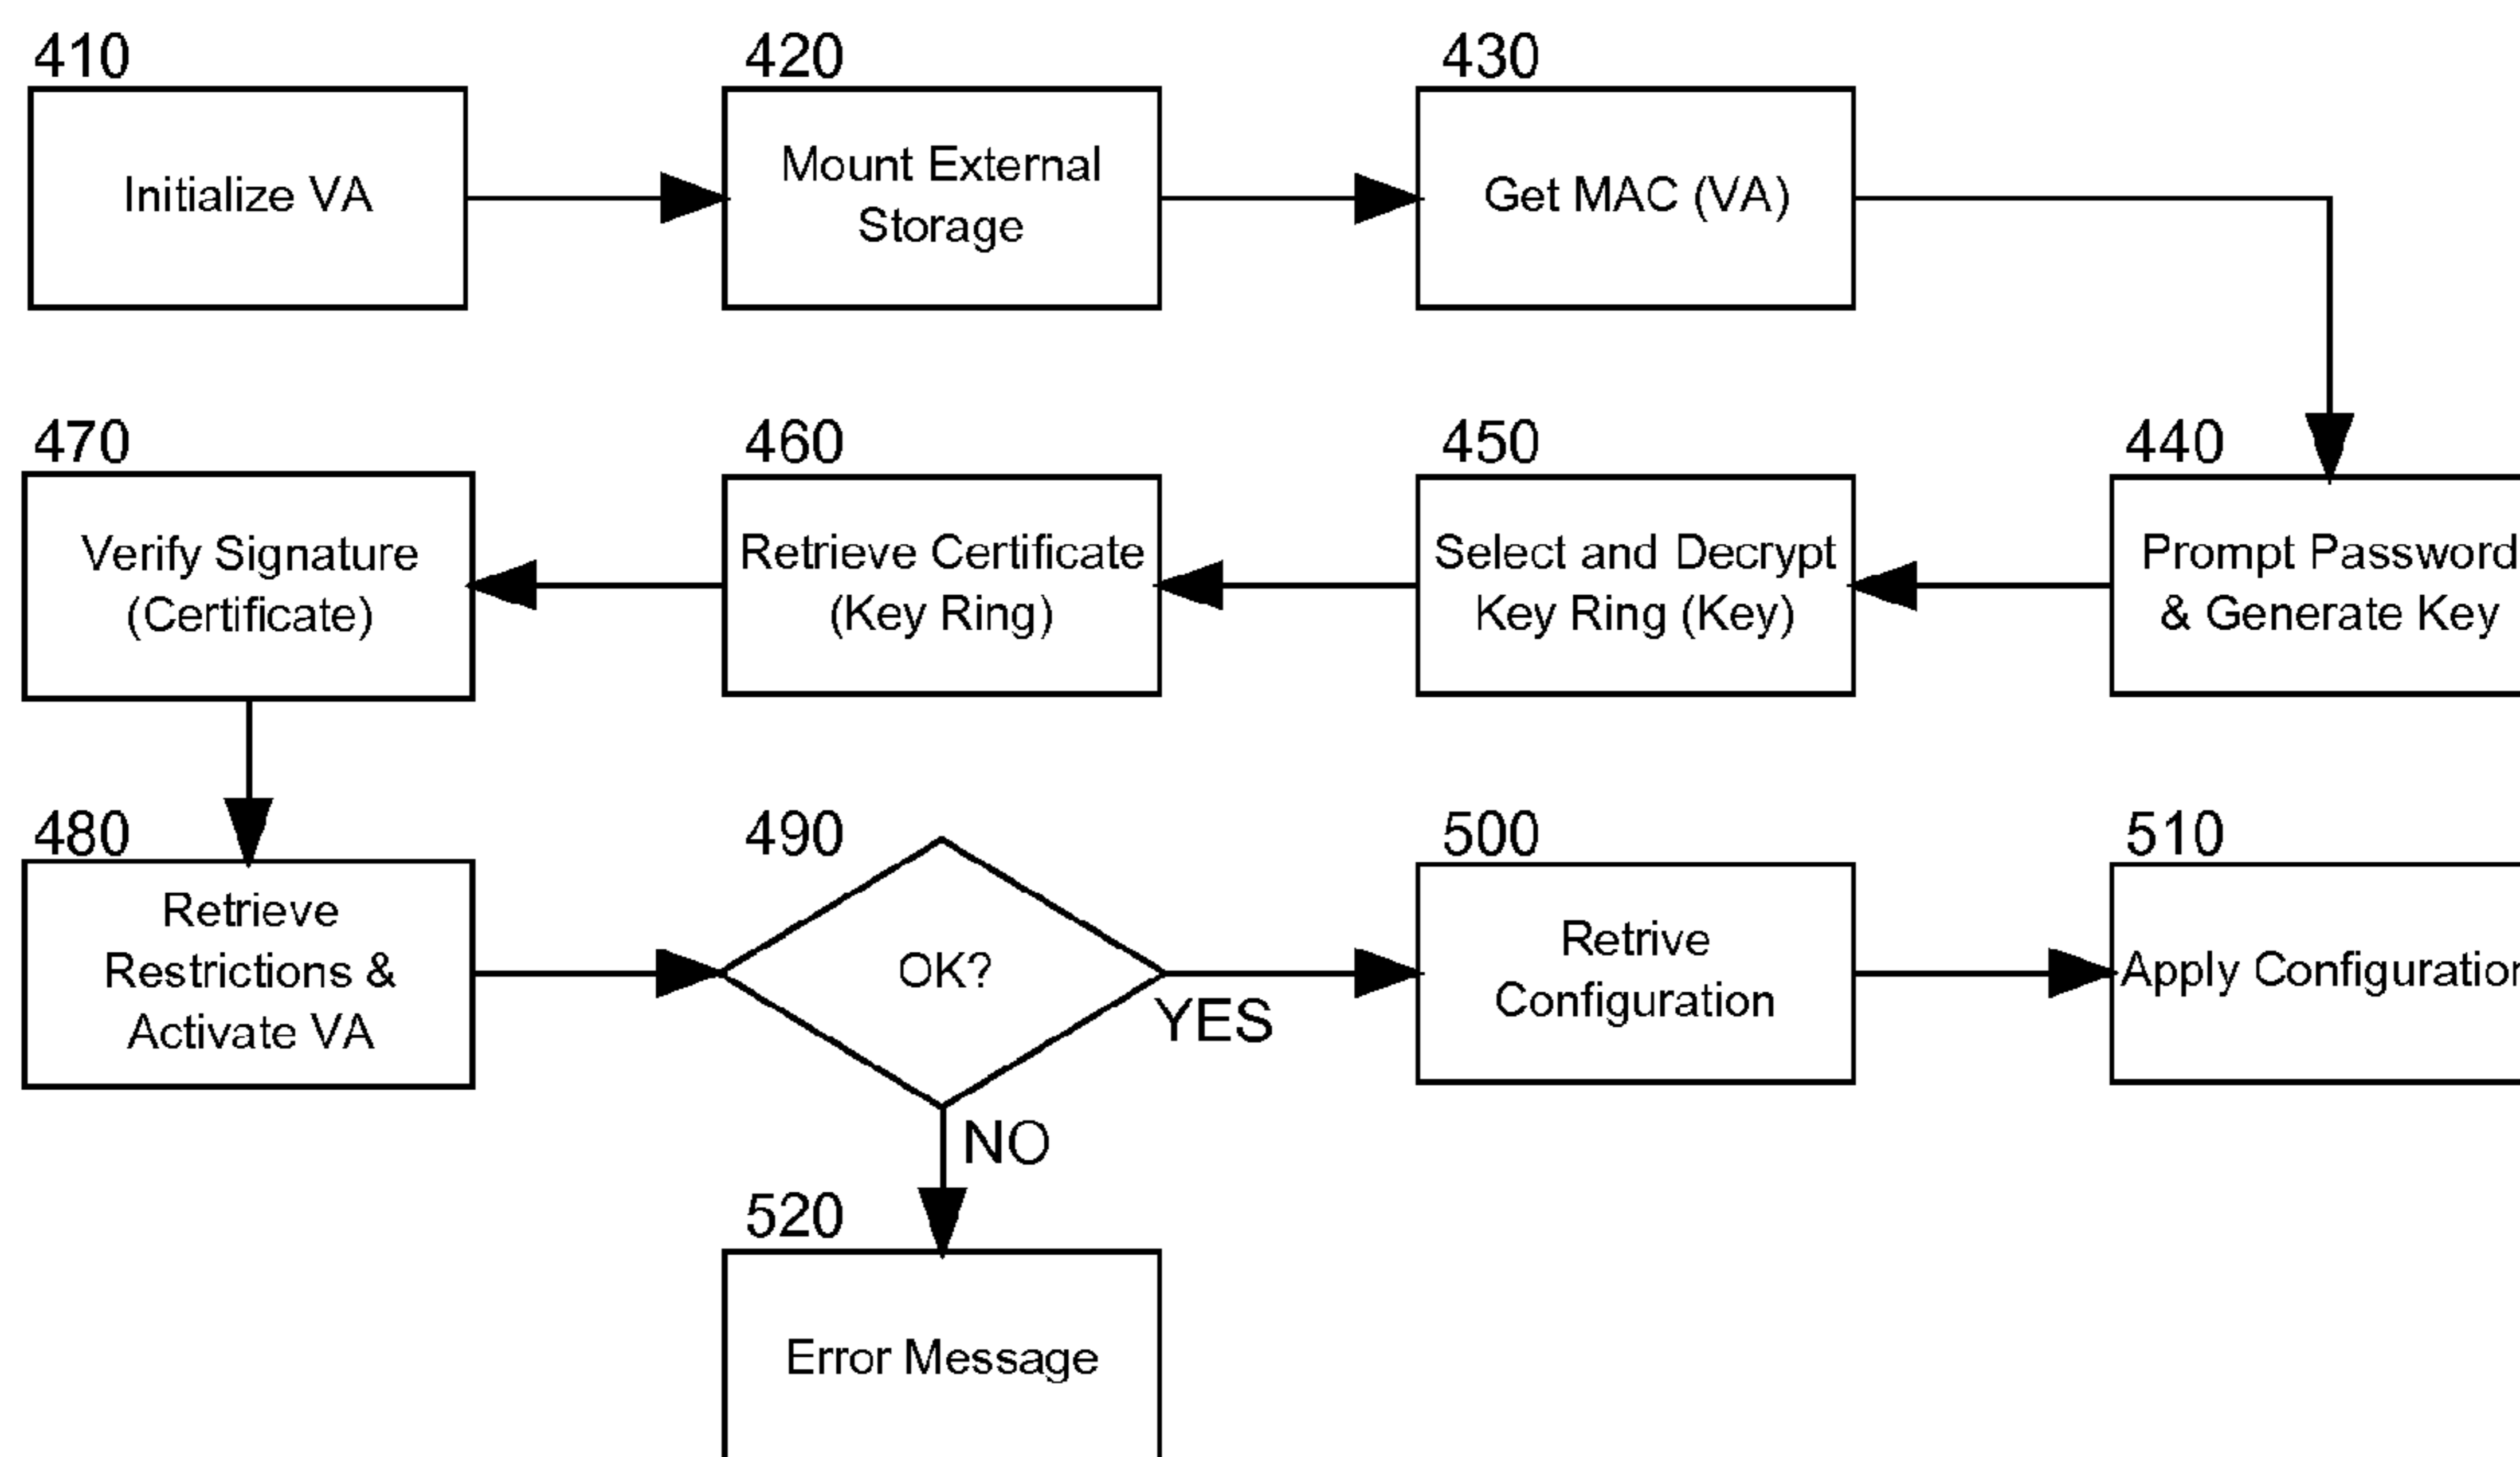 410
Initialize VA
420
Mount External
Storage
430
Get MAC (VA)
440
Prompt Password
& Generate Key
450
Select and Decrypt
Key Ring (Key)
460
Retrieve Certificate
(Key Ring)
470
Verify Signature
(Certificate)
480
Retrieve
Restrictions &
Activate VA
490
OK?
YES
NO
500
Retrive
Configuration
510
Apply Configuration
520
Error Message